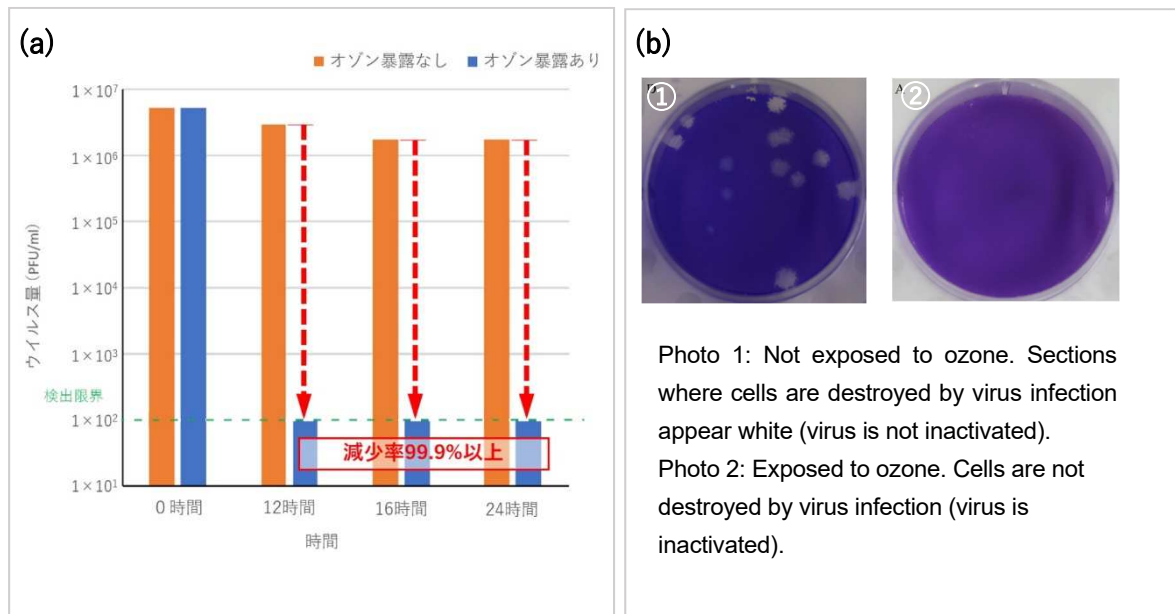 (a)
オゾン暴露なし オゾン暴露あり
ウイルス量(PFU/ml)
1×10⁷
1×10⁶
1×10⁵
1×10⁴
1×10³
検出限界
1×10²
1×10¹
減少率99.9%以上
0時間 12時間 16時間 24時間
時間
(b)
① ②
A
Photo 1: Not exposed to ozone. Sections
where cells are destroyed by virus infection
appear white (virus is not inactivated).
Photo 2: Exposed to ozone. Cells are not
destroyed by virus infection (virus is
inactivated).